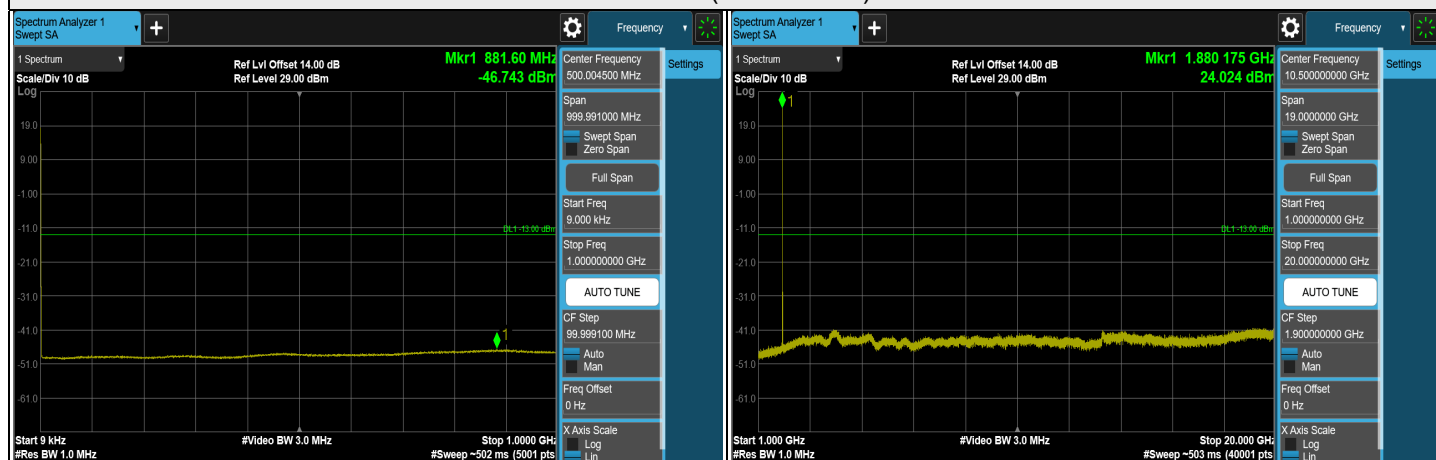 Spectrum Analyzer 1
Swept SA
Frequency
1 Spectrum
Ref Lvl Offset 14.00 dB
Mkr1 881.60 MHz
Scale/Div 10 dB
Ref Level 29.00 dBm
-46.743 dBm
Log
1
19.0
9.00
-1.00
-11.0
DL1 -13.00 dBm
-21.0
-31.0
-41.0
-51.0
-61.0
Start 9 kHz
#Video BW 3.0 MHz
Stop 1.0000 GHz
#Res BW 1.0 MHz
#Sweep ~502 ms (5001 pts
Center Frequency
500.004500 MHz
Settings
Span
999.991000 MHz
Swept Span
Zero Span
Full Span
Start Freq
9.000 kHz
Stop Freq
1.000000000 GHz
AUTO TUNE
CF Step
99.999100 MHz
Auto
Man
Freq Offset
0 Hz
X Axis Scale
Log
Lin
Spectrum Analyzer 1
Swept SA
Frequency
1 Spectrum
Ref Lvl Offset 14.00 dB
Mkr1 1.880 175 GHz
Scale/Div 10 dB
Ref Level 29.00 dBm
24.024 dBm
Log
1
19.0
9.00
-1.00
-11.0
DL1 -13.00 dBm
-21.0
-31.0
-41.0
-51.0
-61.0
Start 1.000 GHz
#Video BW 3.0 MHz
Stop 20.000 GHz
#Res BW 1.0 MHz
#Sweep ~503 ms (40001 pts
Center Frequency
10.500000000 GHz
Settings
Span
19.0000000 GHz
Swept Span
Zero Span
Full Span
Start Freq
1.000000000 GHz
Stop Freq
20.000000000 GHz
AUTO TUNE
CF Step
1.900000000 GHz
Auto
Man
Freq Offset
0 Hz
X Axis Scale
Log
Lin